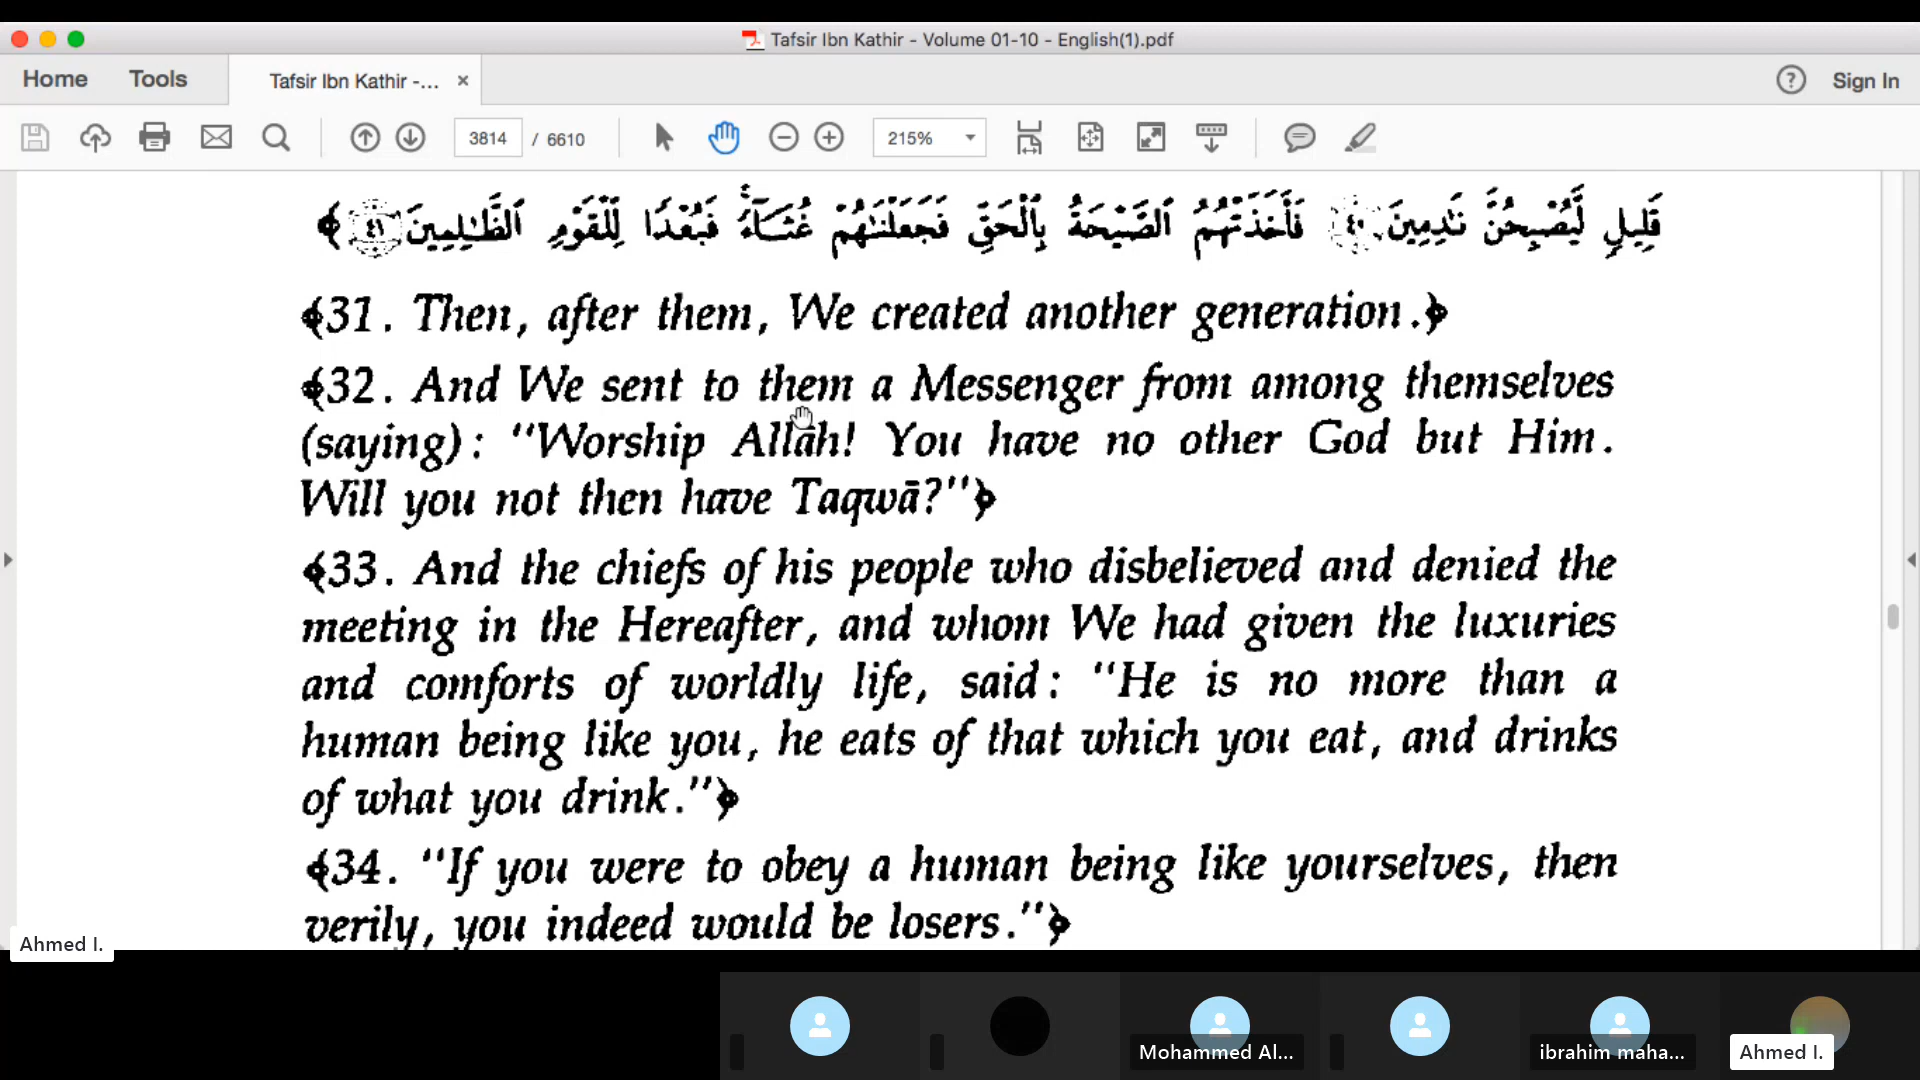 Tafsir Ibn Kathir - Volume 01-10 - English(1).pdf
Home
Tools
Tafsir Ibn Kathir -...
Sign In
3814 / 6610
215%
قَلِيلٍ لَّيُصْبِحُنَّ نَـٰدِمِينَ ٤٠ فَأَخَذَتْهُمُ ٱلصَّيْحَةُ بِٱلْحَقِّ فَجَعَلْنَـٰهُمْ غُثَـآءً ۚ فَبُعْدًا لِّلْقَوْمِ ٱلظَّـٰلِمِينَ ٤١ ﴾
﴾31. Then, after them, We created another generation.﴿
﴾32. And We sent to them a Messenger from among themselves
(saying): "Worship Allāh! You have no other God but Him.
Will you not then have Taqwā?"﴿
﴾33. And the chiefs of his people who disbelieved and denied the
meeting in the Hereafter, and whom We had given the luxuries
and comforts of worldly life, said: "He is no more than a
human being like you, he eats of that which you eat, and drinks
of what you drink."﴿
﴾34. "If you were to obey a human being like yourselves, then
verily, you indeed would be losers."﴿
Ahmed I.
Mohammed Al...
ibrahim maha...
Ahmed I.